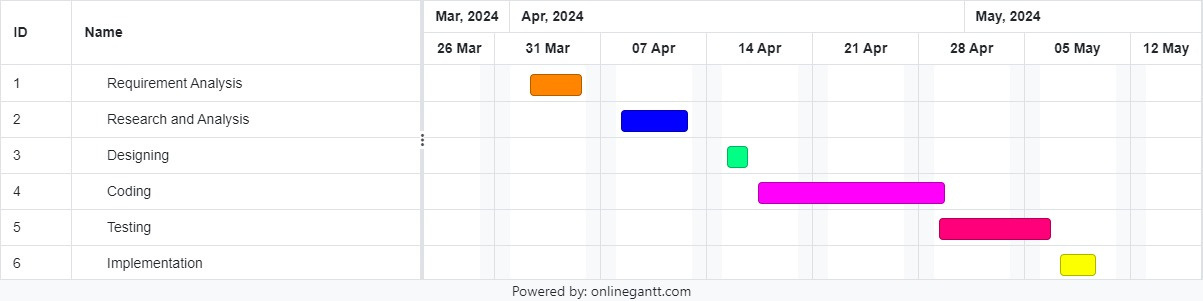 ID Name Mar, 2024 Apr, 2024 May, 2024
26 Mar 31 Mar 07 Apr 14 Apr 21 Apr 28 Apr 05 May 12 May
1 Requirement Analysis
2 Research and Analysis
3 Designing
4 Coding
5 Testing
6 Implementation
Powered by: onlinegantt.com